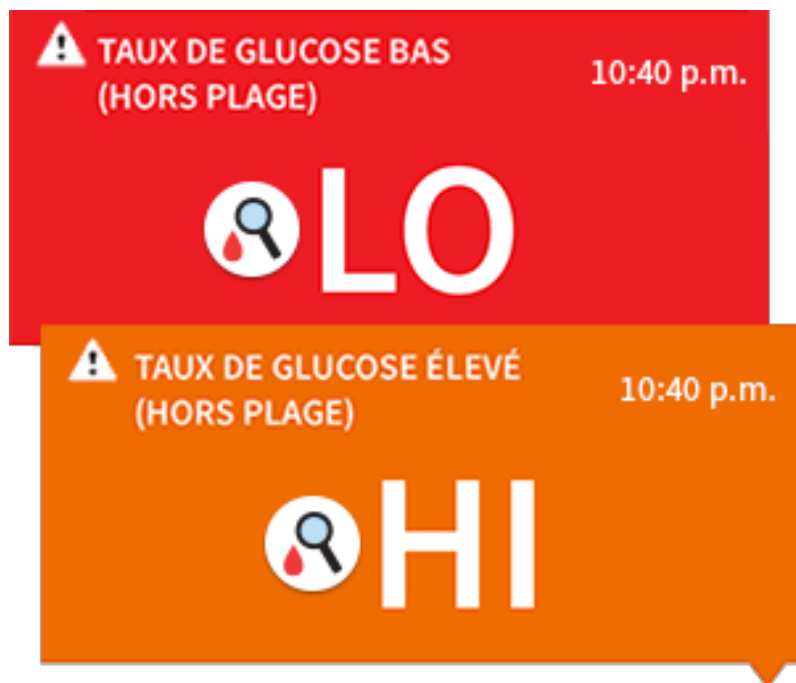 TAUX DE GLUCOSE BAS
(HORS PLAGE)
10:40 p.m.
LO
TAUX DE GLUCOSE ÉLEVÉ
(HORS PLAGE)
10:40 p.m.
HI